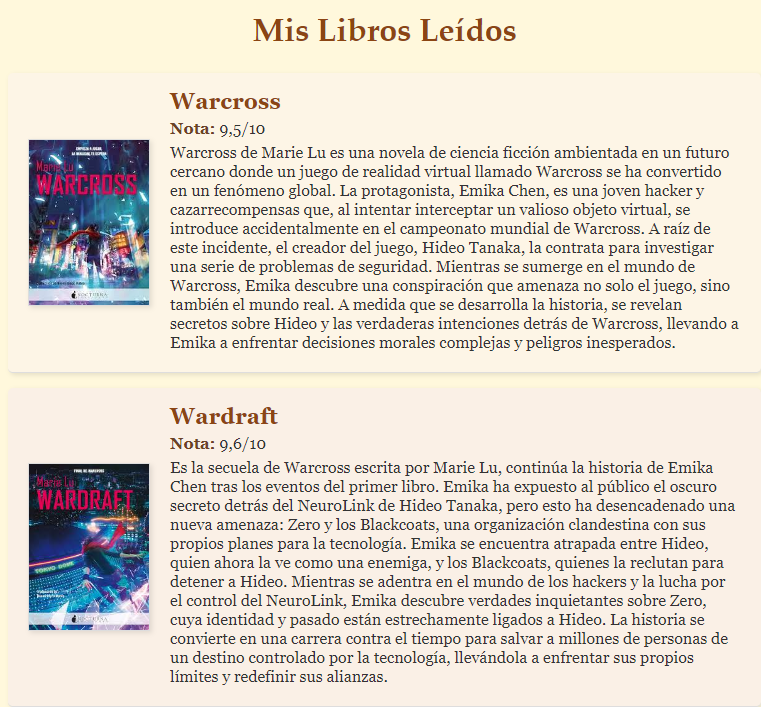 Mis Libros Leídos
Warcross
Nota: 9,5/10
Warcross de Marie Lu es una novela de ciencia ficción ambientada en un futuro
cercano donde un juego de realidad virtual llamado Warcross se ha convertido
en un fenómeno global. La protagonista, Emika Chen, es una joven hacker y
cazarrecompensas que, al intentar interceptar un valioso objeto virtual, se
introduce accidentalmente en el campeonato mundial de Warcross. A raíz de
este incidente, el creador del juego, Hideo Tanaka, la contrata para investigar
una serie de problemas de seguridad. Mientras se sumerge en el mundo de
Warcross, Emika descubre una conspiración que amenaza no solo el juego, sino
también el mundo real. A medida que se desarrolla la historia, se revelan
secretos sobre Hideo y las verdaderas intenciones detrás de Warcross, llevando a
Emika a enfrentar decisiones morales complejas y peligros inesperados.
Marie Lu
WARCROSS
NOCTURNA
Wardraft
Nota: 9,6/10
Es la secuela de Warcross escrita por Marie Lu, continúa la historia de Emika
Chen tras los eventos del primer libro. Emika ha expuesto al público el oscuro
secreto detrás del NeuroLink de Hideo Tanaka, pero esto ha desencadenado una
nueva amenaza: Zero y los Blackcoats, una organización clandestina con sus
propios planes para la tecnología. Emika se encuentra atrapada entre Hideo,
quien ahora la ve como una enemiga, y los Blackcoats, quienes la reclutan para
detener a Hideo. Mientras se adentra en el mundo de los hackers y la lucha por
el control del NeuroLink, Emika descubre verdades inquietantes sobre Zero,
cuya identidad y pasado están estrechamente ligados a Hideo. La historia se
convierte en una carrera contra el tiempo para salvar a millones de personas de
un destino controlado por la tecnología, llevándola a enfrentar sus propios
límites y redefinir sus alianzas.
Marie Lu
WARDRAFT
TOKYO DOME